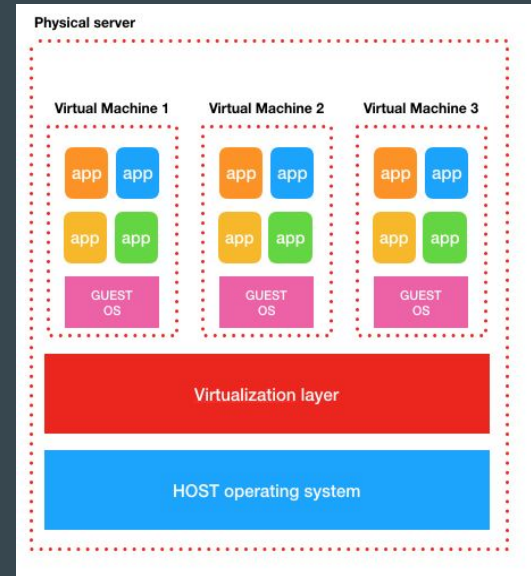 Physical server
Virtual Machine 1 Virtual Machine 2 Virtual Machine 3
app app app app app app
app app app app app app
GUEST GUEST GUEST
OS OS OS
Virtualization layer
HOST operating system